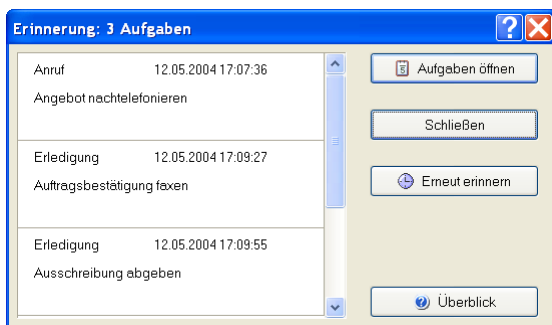 Erinnerung: 3 Aufgaben
Anruf 12.05.2004 17:07:36
Angebot nachtelefonieren
Erledigung 12.05.2004 17:09:27
Auftragsbestätigung faxen
Erledigung 12.05.2004 17:09:55
Ausschreibung abgeben
Aufgaben öffnen
Schließen
Erneut erinnern
Überblick